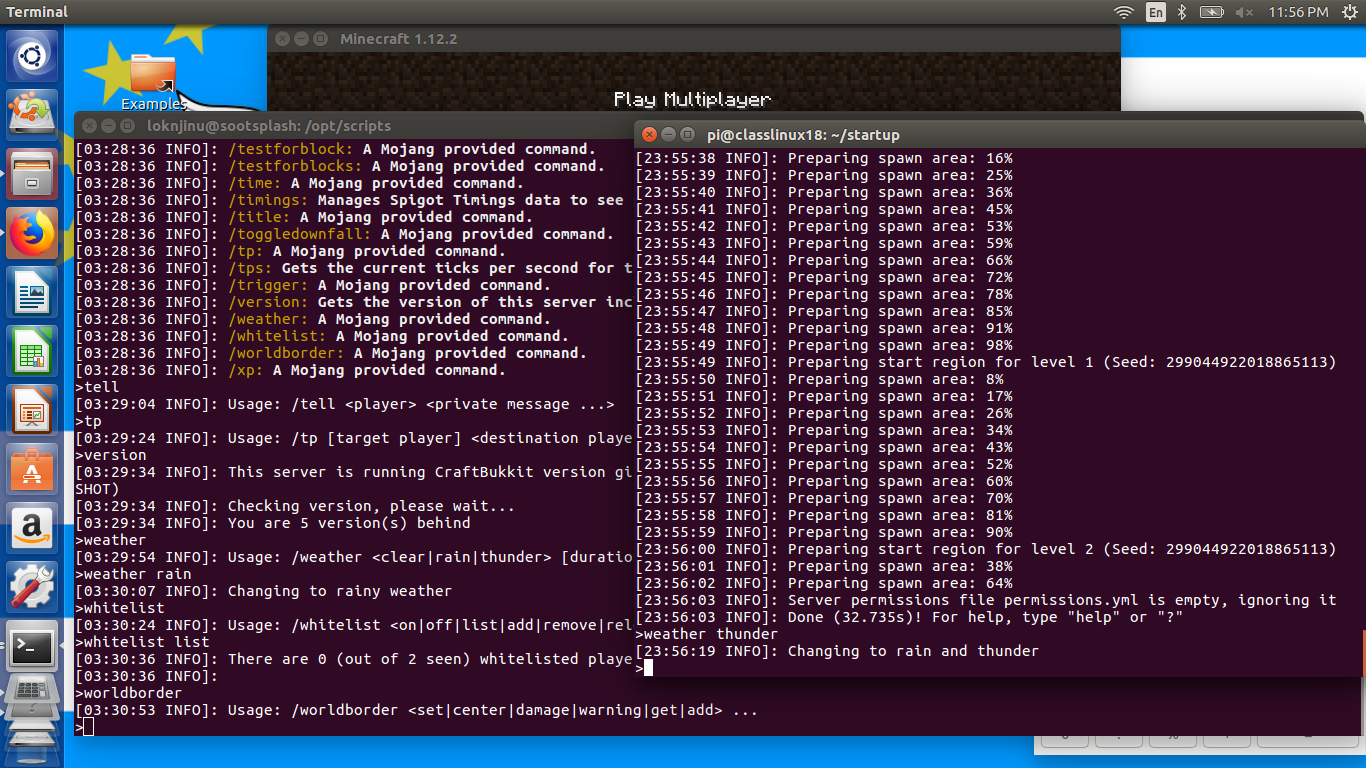 Terminal
En
11:56 PM
Examples
Minecraft 1.12.2
Play Multiplayer
loknjinu@sootsplash: /opt/scripts
[03:28:36 INFO]: /testforblock: A Mojang provided command.
[03:28:36 INFO]: /testforblocks: A Mojang provided command.
[03:28:36 INFO]: /time: A Mojang provided command.
[03:28:36 INFO]: /timings: Manages Spigot Timings data to see
[03:28:36 INFO]: /title: A Mojang provided command.
[03:28:36 INFO]: /toggledownfall: A Mojang provided command.
[03:28:36 INFO]: /tp: A Mojang provided command.
[03:28:36 INFO]: /tps: Gets the current ticks per second for t
[03:28:36 INFO]: /trigger: A Mojang provided command.
[03:28:36 INFO]: /version: Gets the version of this server inc
[03:28:36 INFO]: /weather: A Mojang provided command.
[03:28:36 INFO]: /whitelist: A Mojang provided command.
[03:28:36 INFO]: /worldborder: A Mojang provided command.
[03:28:36 INFO]: /xp: A Mojang provided command.
>tell
[03:29:04 INFO]: Usage: /tell <player> <private message ...>
>tp
[03:29:24 INFO]: Usage: /tp [target player] <destination playe
>version
[03:29:34 INFO]: This server is running CraftBukkit version gi
SHOT)
[03:29:34 INFO]: Checking version, please wait...
[03:29:34 INFO]: You are 5 version(s) behind
>weather
[03:29:54 INFO]: Usage: /weather <clear|rain|thunder> [duratio
>weather rain
[03:30:07 INFO]: Changing to rainy weather
>whitelist
[03:30:24 INFO]: Usage: /whitelist <on|off|list|add|remove|rel
>whitelist list
[03:30:36 INFO]: There are 0 (out of 2 seen) whitelisted playe
[03:30:36 INFO]:
>worldborder
[03:30:53 INFO]: Usage: /worldborder <set|center|damage|warning|get|add> ...
>
pi@classlinux18: ~/startup
[23:55:38 INFO]: Preparing spawn area: 16%
[23:55:39 INFO]: Preparing spawn area: 25%
[23:55:40 INFO]: Preparing spawn area: 36%
[23:55:41 INFO]: Preparing spawn area: 45%
[23:55:42 INFO]: Preparing spawn area: 53%
[23:55:43 INFO]: Preparing spawn area: 59%
[23:55:44 INFO]: Preparing spawn area: 66%
[23:55:45 INFO]: Preparing spawn area: 72%
[23:55:46 INFO]: Preparing spawn area: 78%
[23:55:47 INFO]: Preparing spawn area: 85%
[23:55:48 INFO]: Preparing spawn area: 91%
[23:55:49 INFO]: Preparing spawn area: 98%
[23:55:49 INFO]: Preparing start region for level 1 (Seed: 299044922018865113)
[23:55:50 INFO]: Preparing spawn area: 8%
[23:55:51 INFO]: Preparing spawn area: 17%
[23:55:52 INFO]: Preparing spawn area: 26%
[23:55:53 INFO]: Preparing spawn area: 34%
[23:55:54 INFO]: Preparing spawn area: 43%
[23:55:55 INFO]: Preparing spawn area: 52%
[23:55:56 INFO]: Preparing spawn area: 60%
[23:55:57 INFO]: Preparing spawn area: 70%
[23:55:58 INFO]: Preparing spawn area: 81%
[23:55:59 INFO]: Preparing spawn area: 90%
[23:56:00 INFO]: Preparing start region for level 2 (Seed: 299044922018865113)
[23:56:01 INFO]: Preparing spawn area: 38%
[23:56:02 INFO]: Preparing spawn area: 64%
[23:56:03 INFO]: Server permissions file permissions.yml is empty, ignoring it
[23:56:03 INFO]: Done (32.735s)! For help, type "help" or "?"
>weather thunder
[23:56:19 INFO]: Changing to rain and thunder
>